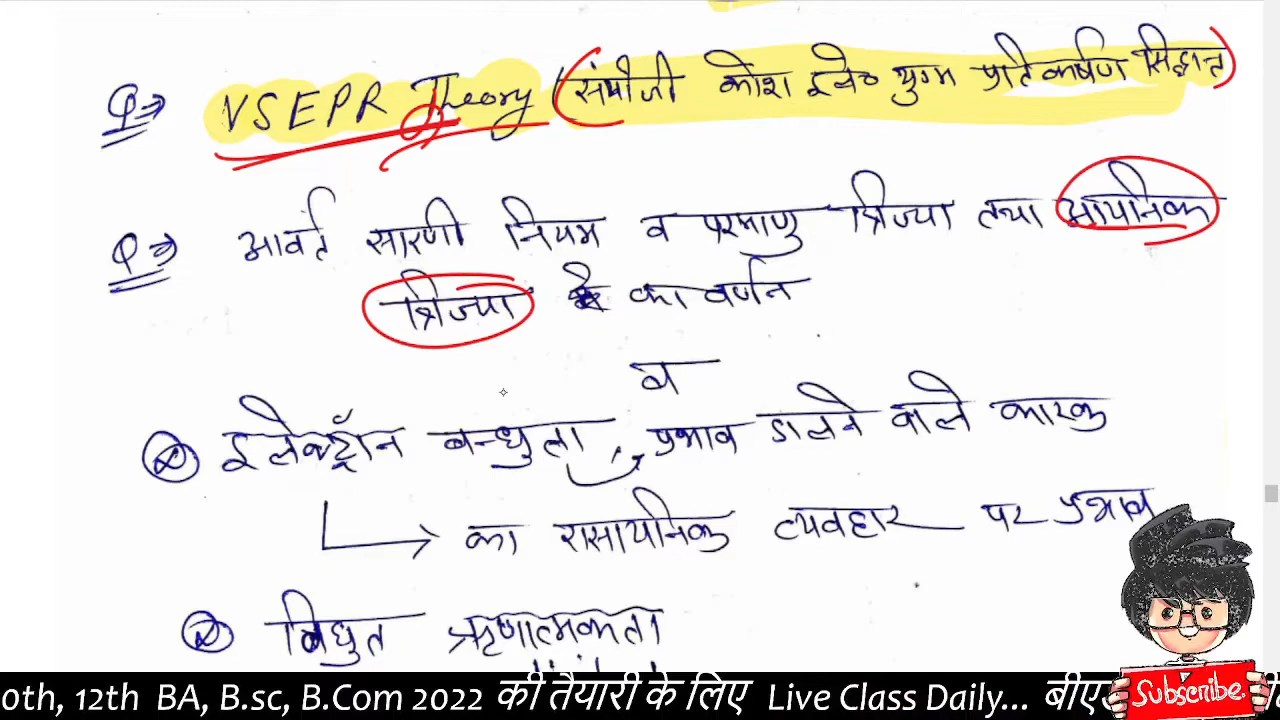 Q⇒ VSEPR Theory (संयोजी कोश इलेo युग्म प्रतिकर्षण सिद्धान्त)
Q⇒ आवर्त सारणी नियम व परमाणु त्रिज्या तथा आयनिक
त्रिज्या का वर्णन
व
इलेक्ट्रॉन बन्धुता, प्रभाव डालने वाले कारक
का रासायनिक व्यवहार पर प्रभाव
विधुत ऋणात्मकता
0th, 12th BA, B.sc, B.Com 2022 की तैयारी के लिए Live Class Daily...
Subscribe